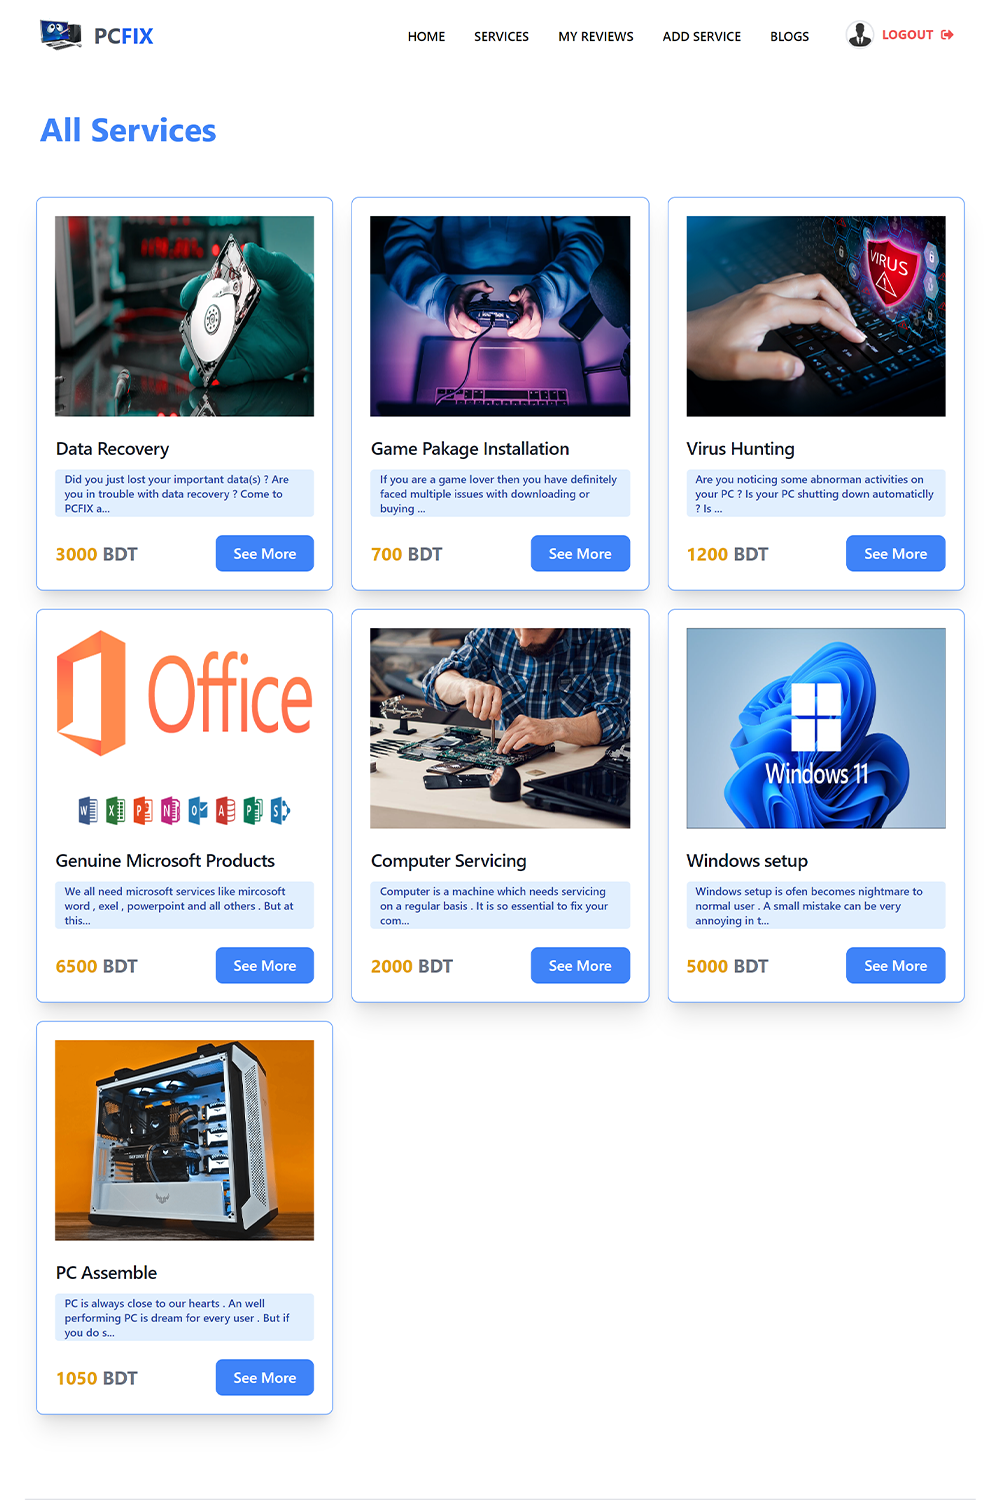 PCFIX
HOME
SERVICES
MY REVIEWS
ADD SERVICE
BLOGS
LOGOUT
All Services
VIRUS
Data Recovery
Did you just lost your important data(s) ? Are
you in trouble with data recovery ? Come to
PCFIX a...
3000 BDT
See More
Game Pakage Installation
If you are a game lover then you have definitely
faced multiple issues with downloading or
buying ...
700 BDT
See More
Virus Hunting
Are you noticing some abnorman activities on
your PC ? Is your PC shutting down automaticlly
? Is ...
1200 BDT
See More
Office
W X P N O A P S
Genuine Microsoft Products
We all need microsoft services like mircosoft
word , exel , powerpoint and all others . But at
this...
6500 BDT
See More
Computer Servicing
Computer is a machine which needs servicing
on a regular basis . It is so essential to fix your
com...
2000 BDT
See More
Windows 11
Windows setup
Windows setup is ofen becomes nightmare to
normal user . A small mistake can be very
annoying in t...
5000 BDT
See More
PC Assemble
PC is always close to our hearts . An well
performing PC is dream for every user . But if
you do s...
1050 BDT
See More